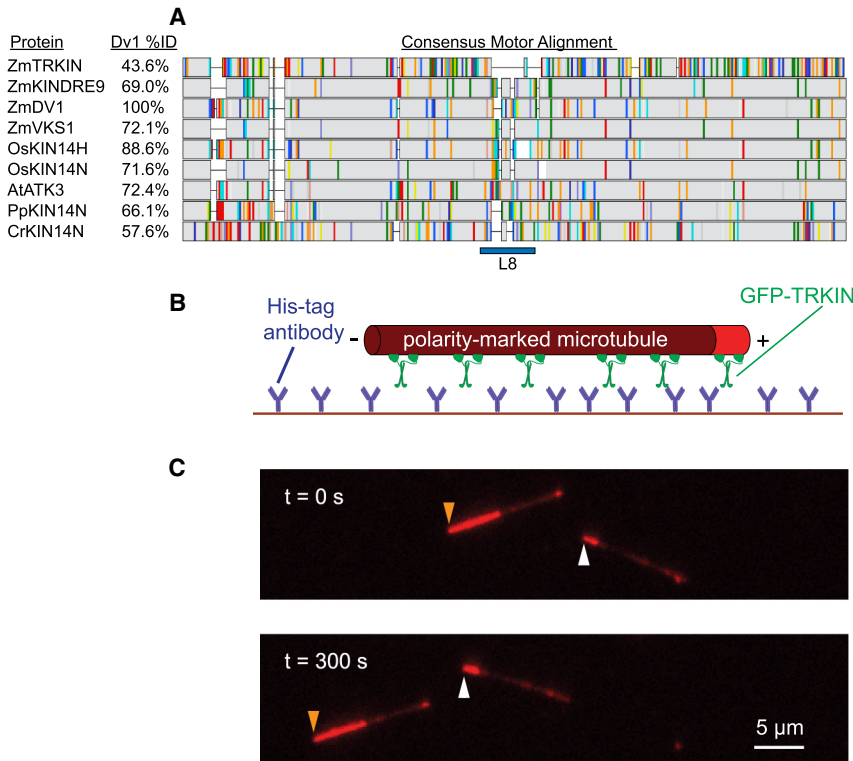 A
Protein Dv1 %ID Consensus Motor Alignment
ZmTRKIN 43.6%
ZmKINDRE9 69.0%
ZmDV1 100%
ZmVKS1 72.1%
OsKIN14H 88.6%
OsKIN14N 71.6%
AtATK3 72.4%
PpKIN14N 66.1%
CrKIN14N 57.6%
L8
B
His-tag
antibody
GFP-TRKIN
- polarity-marked microtubule +
C
t = 0 s
t = 300 s
5 µm